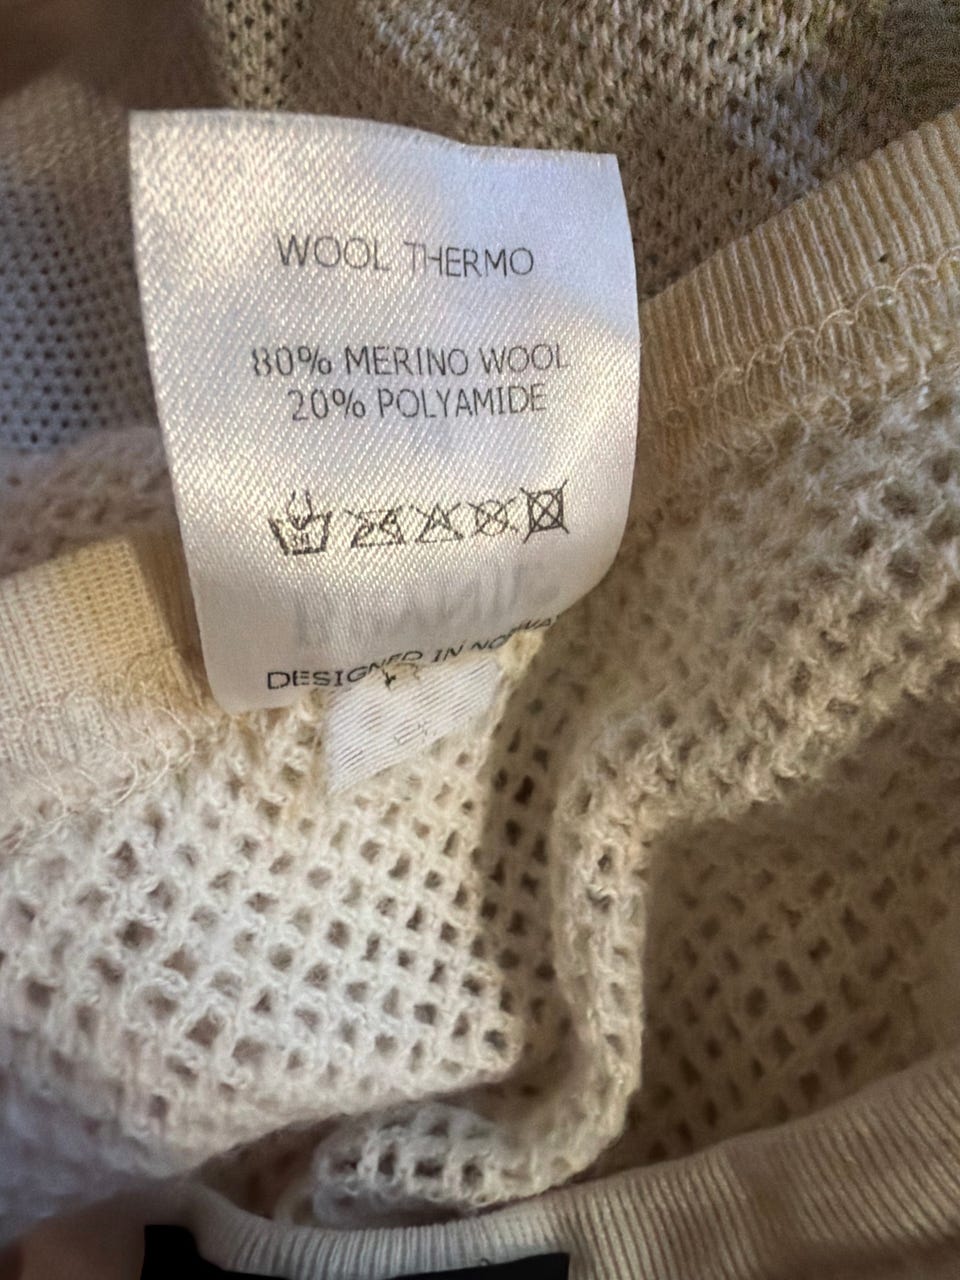 WOOL THERMO
80% MERINO WOOL
20% POLYAMIDE
DESIGNED IN NORWAY